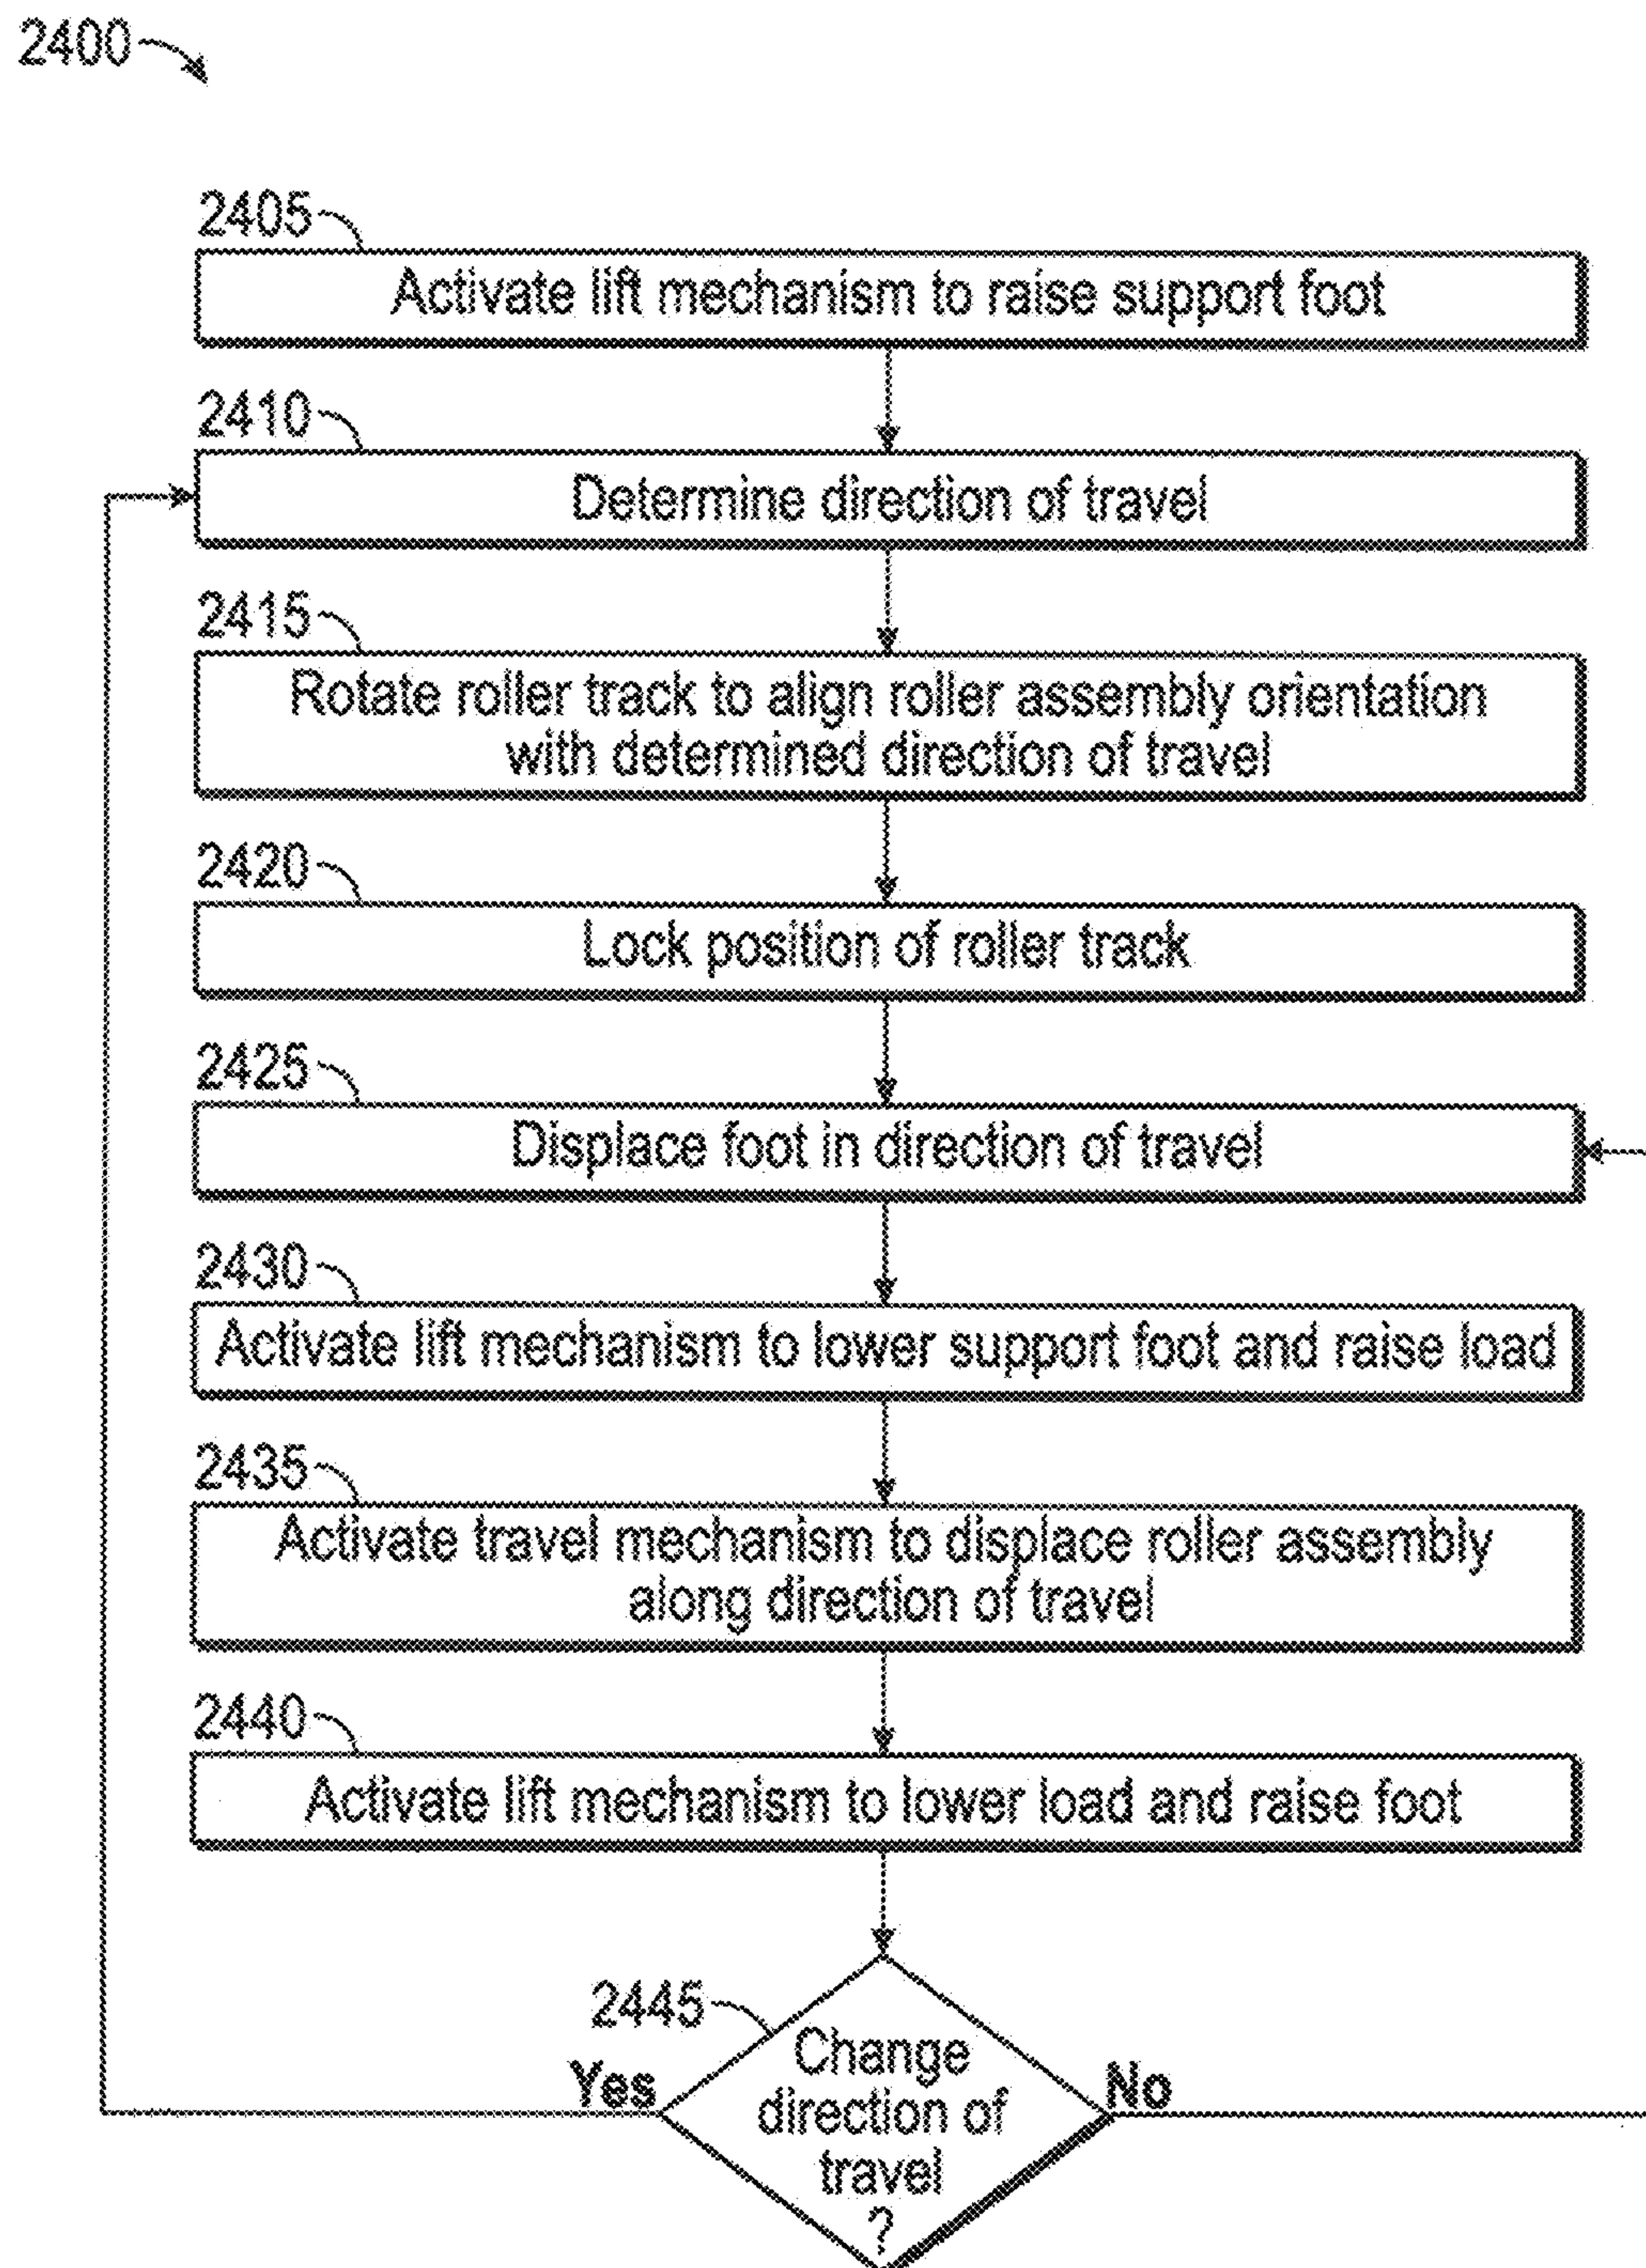 2400
2405
Activate lift mechanism to raise support foot
2410
Determine direction of travel
2415
Rotate roller track to align roller assembly orientation
with determined direction of travel
2420
Lock position of roller track
2425
Displace foot in direction of travel
2430
Activate lift mechanism to lower support foot and raise load
2435
Activate travel mechanism to displace roller assembly
along direction of travel
2440
Activate lift mechanism to lower load and raise foot
2445
Yes
Change
direction of
travel
?
No